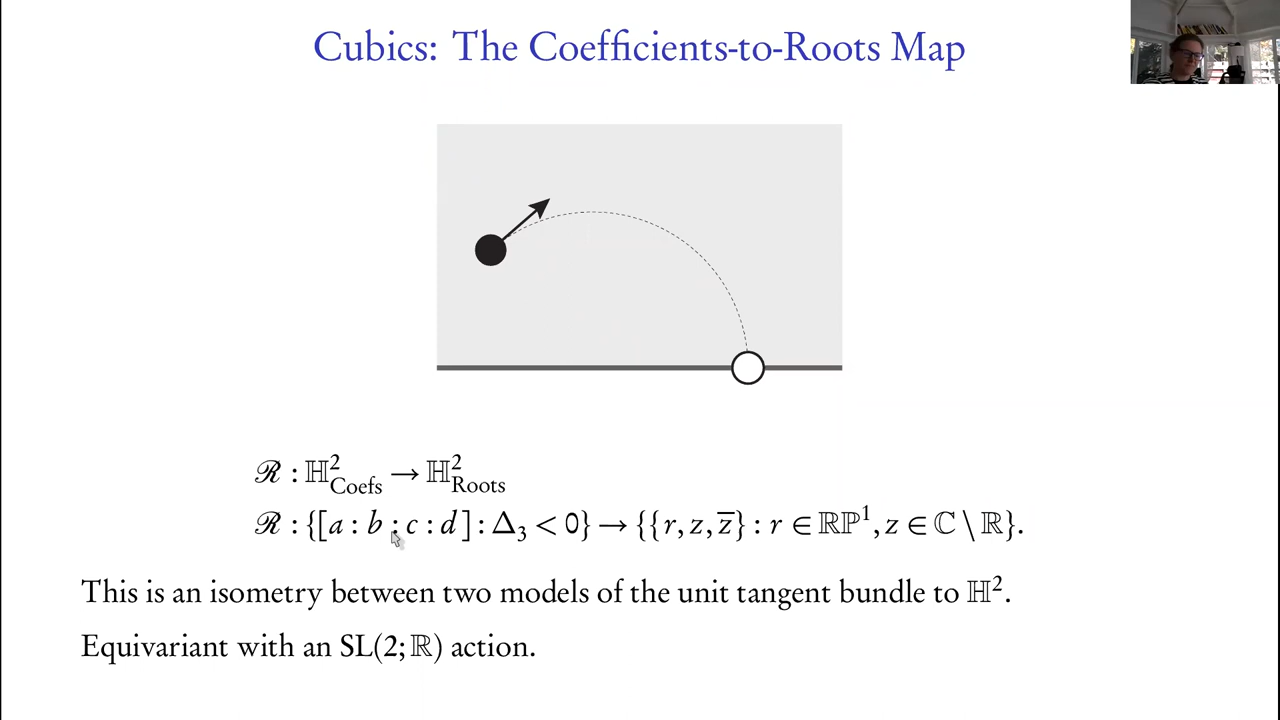 Cubics: The Coefficients-to-Roots Map
ℛ : ℍ²_Coefs → ℍ²_Roots
ℛ : {[a : b : c : d] : Δ₃ < 0} → {{r, z, z̅} : r ∈ ℝℙ¹, z ∈ ℂ \ ℝ}.
This is an isometry between two models of the unit tangent bundle to ℍ².
Equivariant with an SL(2;ℝ) action.